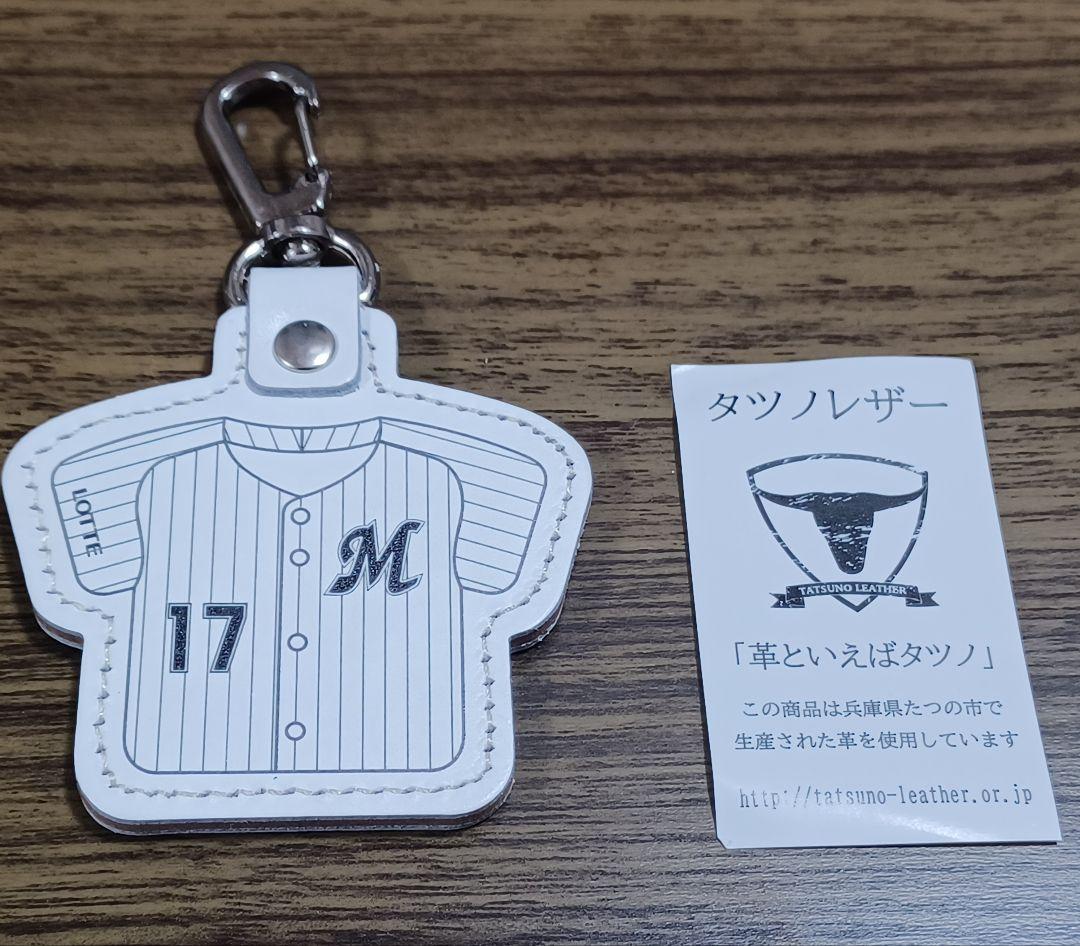 LOTTE
M
17
タツノレザー
TATSUNO LEATHER
「革といえばタツノ」
この商品は兵庫県たつの市で
生産された革を使用しています
http://tatsuno-leather.or.jp